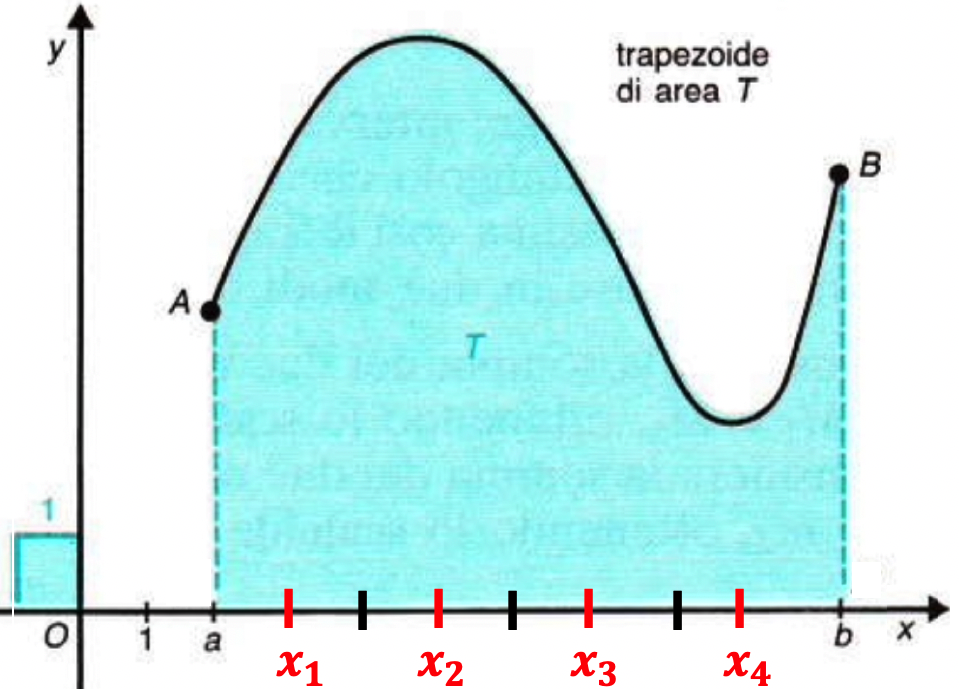 y
trapezoide
di area T
B
A
T
1
O
1
a
b
x
x₁
x₂
x₃
x₄